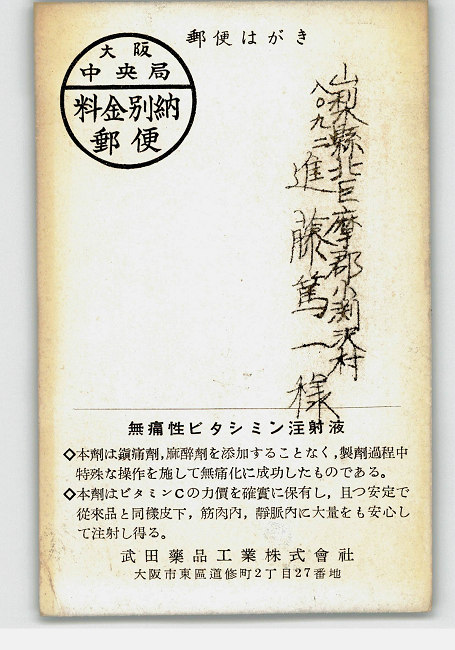 郵便はがき
大阪
中央局
料金別納
郵便
山梨縣北巨摩郡小渕沢村
八〇九二
進藤篤一様
無痛性ビタシミン注射液
◇本劑は鎭痛劑,麻醉劑を添加することなく,製劑過程中
特殊な操作を施して無痛化に成功したものである。
◇本劑はビタミンCの力價を確實に保有し,且つ安定で
從來品と同樣皮下,筋肉內,靜脈內に大量をも安心し
て注射し得る。
武田藥品工業株式會社
大阪市東區道修町2丁目27番地